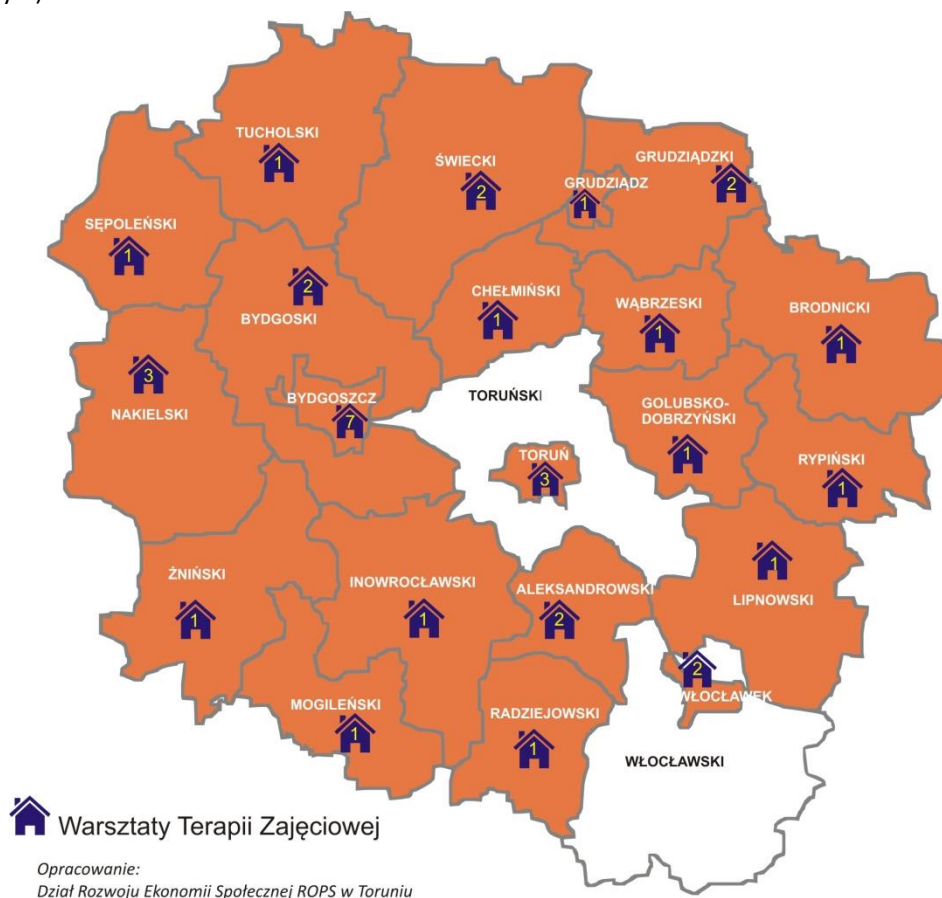 TUCHOLSKI
1
ŚWIECKI
2
GRUDZIĄDZKI
2
GRUDZIĄDZ
1
SĘPOLEŃSKI
1
2
BYDGOSKI
CHEŁMIŃSKI
1
WĄBRZESKI
1
BRODNICKI
1
3
NAKIELSKI
BYDGOSZCZ
7
TORUŃSKI
GOLUBSKO-
DOBRZYŃSKI
1
TORUŃ
3
RYPIŃSKI
1
ŻNIŃSKI
1
INOWROCŁAWSKI
1
ALEKSANDROWSKI
2
1
LIPNOWSKI
2
WŁOCŁAWEK
MOGILEŃSKI
1
RADZIEJOWSKI
1
WŁOCŁAWSKI
Warsztaty Terapii Zajęciowej
Opracowanie:
Dział Rozwoju Ekonomii Społecznej ROPS w Toruniu